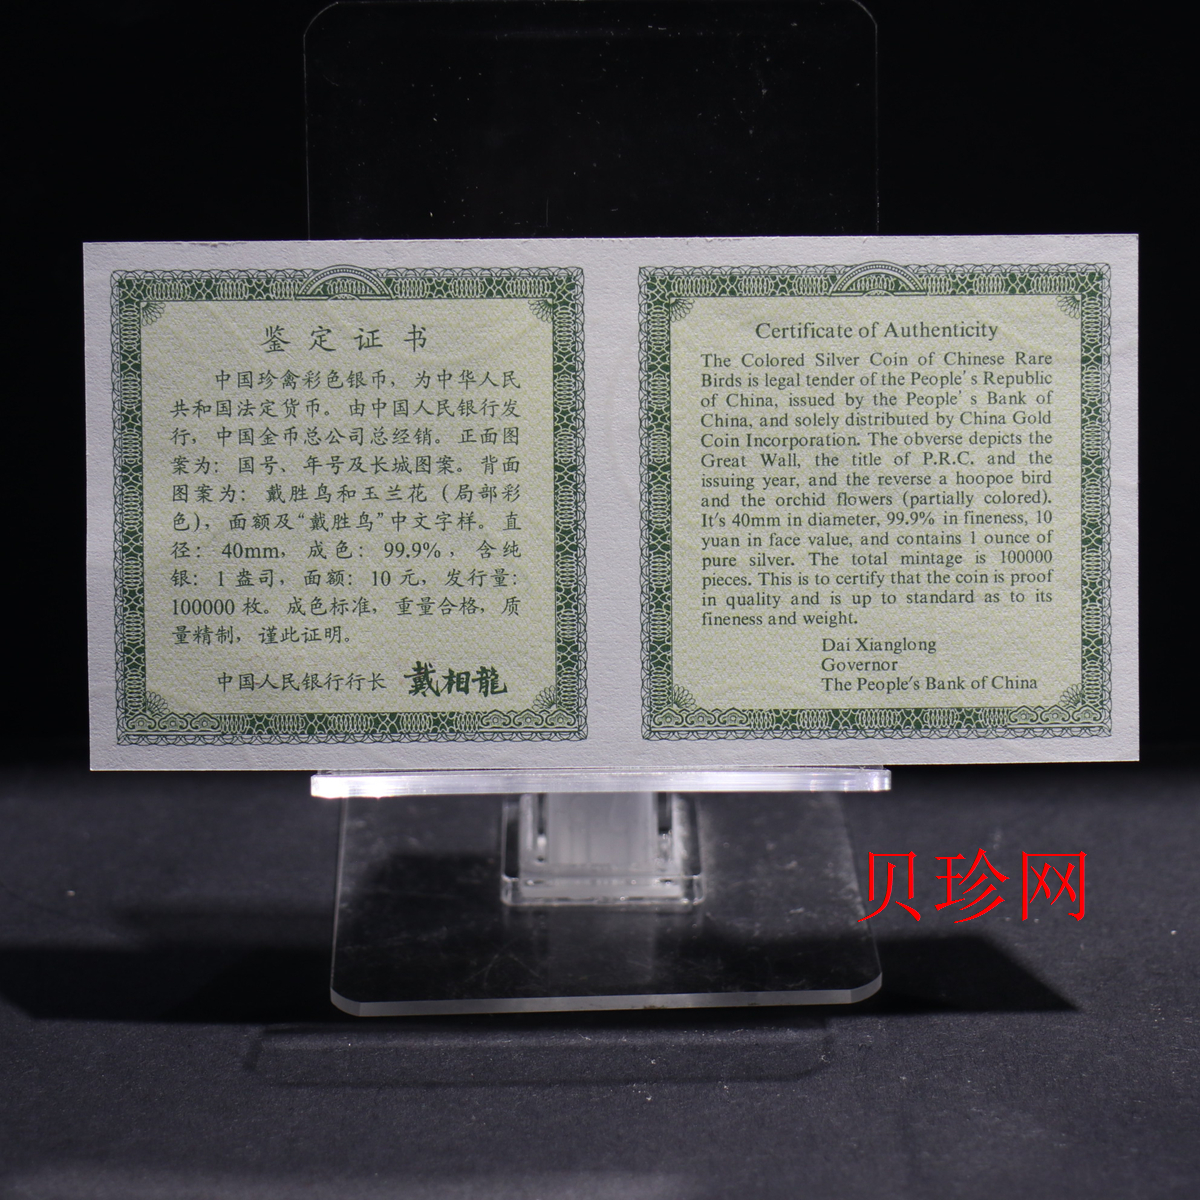 鉴定证书
中国珍禽彩色银币，为中华人民
共和国法定货币。由中国人民银行发
行，中国金币总公司总经销。正面图
案为：国号、年号及长城图案。背面
图案为：戴胜鸟和玉兰花（局部彩
色），面额及“戴胜鸟”中文字样。直
径：40mm，成色：99.9%，含纯
银：1盎司，面额：10元，发行量：
100000枚。成色标准，重量合格，质
量精制，谨此证明。
中国人民银行行长 戴相龍
Certificate of Authenticity
The Colored Silver Coin of Chinese Rare
Birds is legal tender of the People's Republic
of China, issued by the People's Bank of
China, and solely distributed by China Gold
Coin Incorporation. The obverse depicts the
Great Wall, the title of P.R.C. and the
issuing year, and the reverse a hoopoe bird
and the orchid flowers (partially colored).
It's 40mm in diameter, 99.9% in fineness, 10
yuan in face value, and contains 1 ounce of
pure silver. The total mintage is 100000
pieces. This is to certify that the coin is proof
in quality and is up to standard as to its
fineness and weight.
Dai Xianglong
Governor
The People's Bank of China
贝珍网